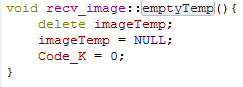 void recv_image::emptyTemp(){
    delete imageTemp;
    imageTemp = NULL;
    Code_K = 0;
}